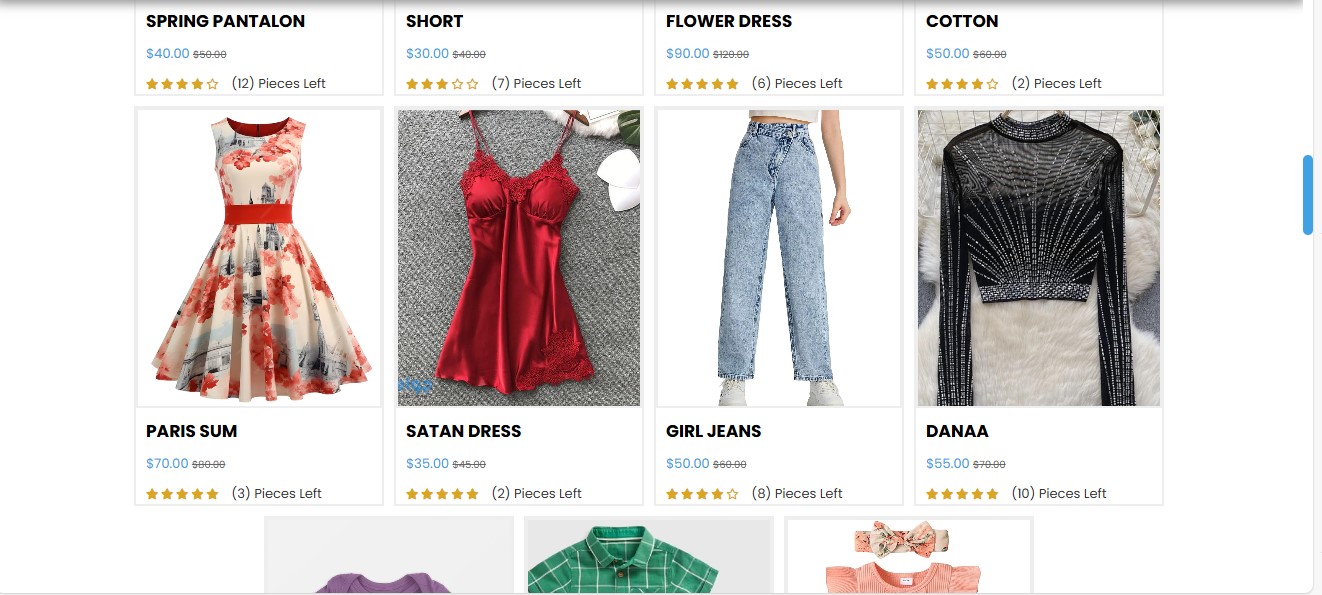 SPRING PANTALON
$40.00 $50.00
(12) Pieces Left
SHORT
$30.00 $40.00
(7) Pieces Left
FLOWER DRESS
$90.00 $120.00
(6) Pieces Left
COTTON
$50.00 $60.00
(2) Pieces Left
PARIS SUM
$70.00 $80.00
(3) Pieces Left
SATAN DRESS
$35.00 $45.00
(2) Pieces Left
GIRL JEANS
$50.00 $60.00
(8) Pieces Left
DANAA
$55.00 $70.00
(10) Pieces Left